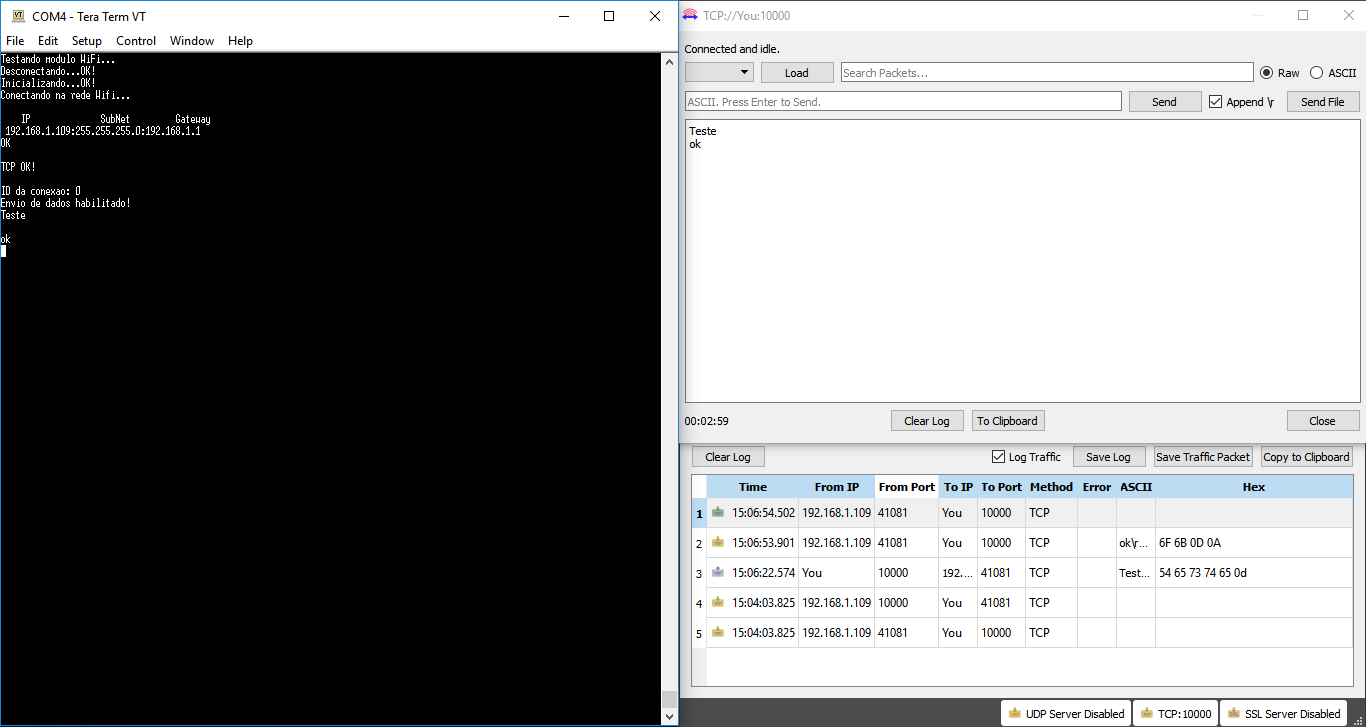 COM4 - Tera Term VT
File Edit Setup Control Window Help
Testando modulo WiFi...
Desconectando...OK!
Inicializando...OK!
Conectando na rede Wifi...
IP SubNet Gateway
192.168.1.109:255.255.255.0:192.168.1.1
OK
TCP OK!
ID da conexao: 0
Envio de dados habilitado!
Teste
ok
TCP://You:10000
Connected and idle.
Load Search Packets... Raw ASCII
ASCII. Press Enter to Send. Send Append \r Send File
Teste
ok
00:02:59 Clear Log To Clipboard Close
Clear Log Log Traffic Save Log Save Traffic Packet Copy to Clipboard
Time From IP From Port To IP To Port Method Error ASCII Hex
1 15:06:54.502 192.168.1.109 41081 You 10000 TCP
2 15:06:53.901 192.168.1.109 41081 You 10000 TCP ok\r... 6F 6B 0D 0A
3 15:06:22.574 You 10000 192.... 41081 TCP Test... 54 65 73 74 65 0d
4 15:04:03.825 192.168.1.109 10000 You 41081 TCP
5 15:04:03.825 192.168.1.109 41081 You 10000 TCP
UDP Server Disabled TCP:10000 SSL Server Disabled